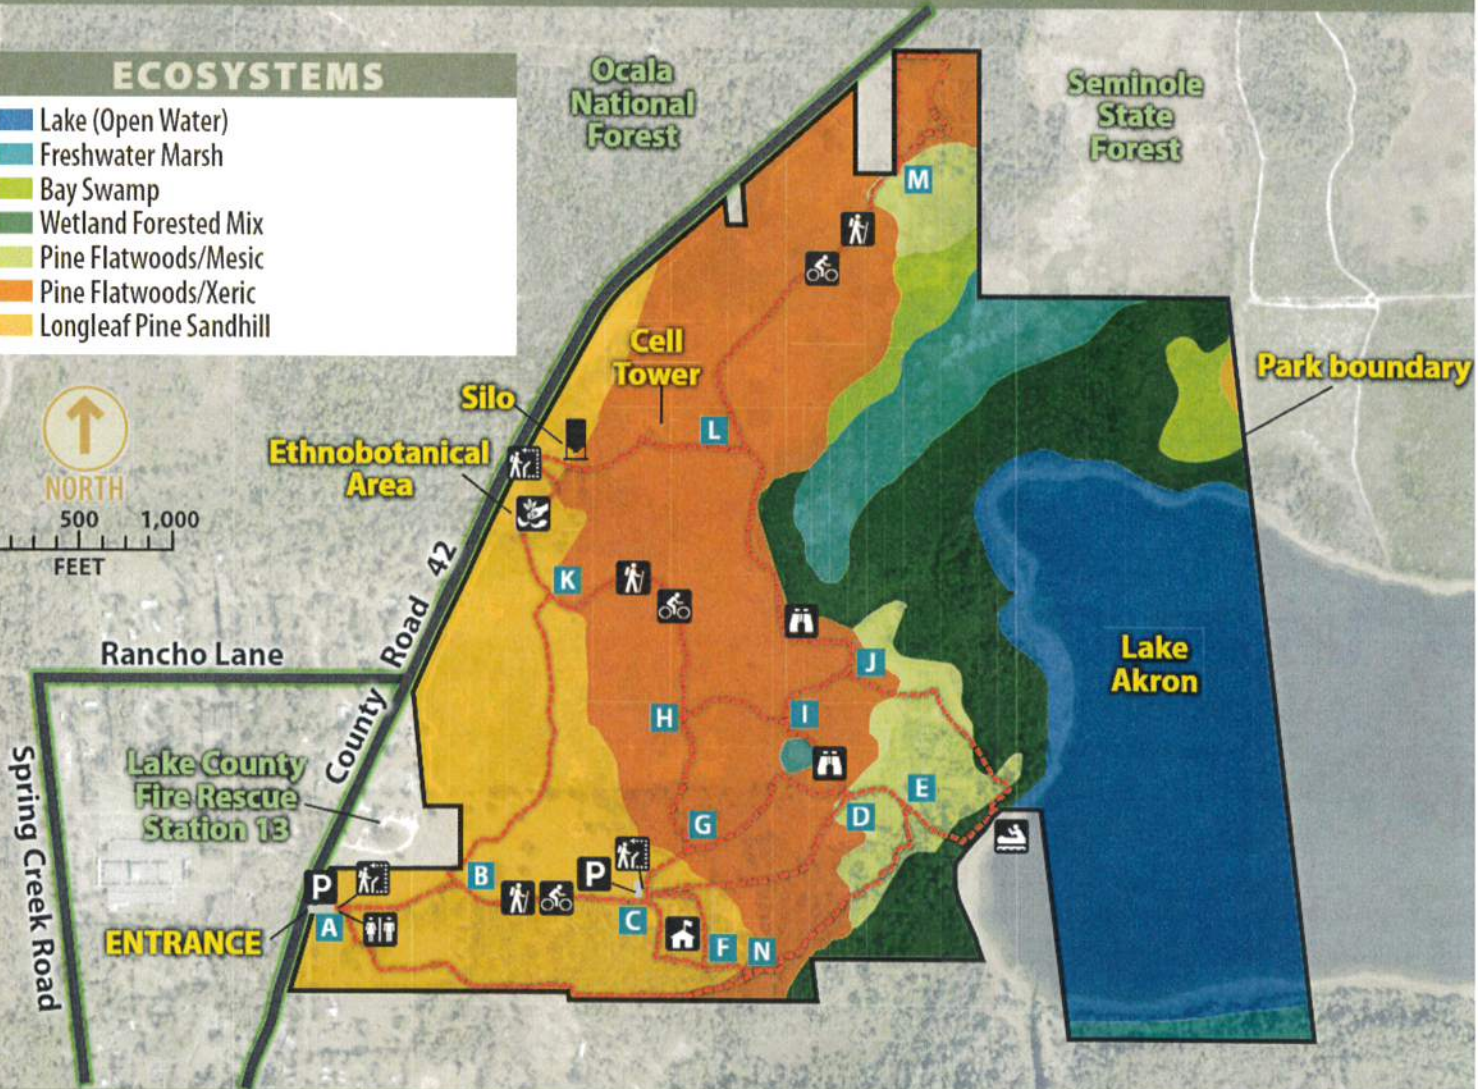 ECOSYSTEMS
Lake (Open Water)
Freshwater Marsh
Bay Swamp
Wetland Forested Mix
Pine Flatwoods/Mesic
Pine Flatwoods/Xeric
Longleaf Pine Sandhill
Ocala
National
Forest
Seminole
State
Forest
M
Cell
Tower
Park boundary
Silo
L
Ethnobotanical
Area
NORTH
500 1,000
FEET
K
County Road 42
Rancho Lane
J
Lake
Akron
H
I
Spring Creek Road
Lake County
Fire Rescue
Station 13
E
D
G
P
B
P
A
C
ENTRANCE
F
N